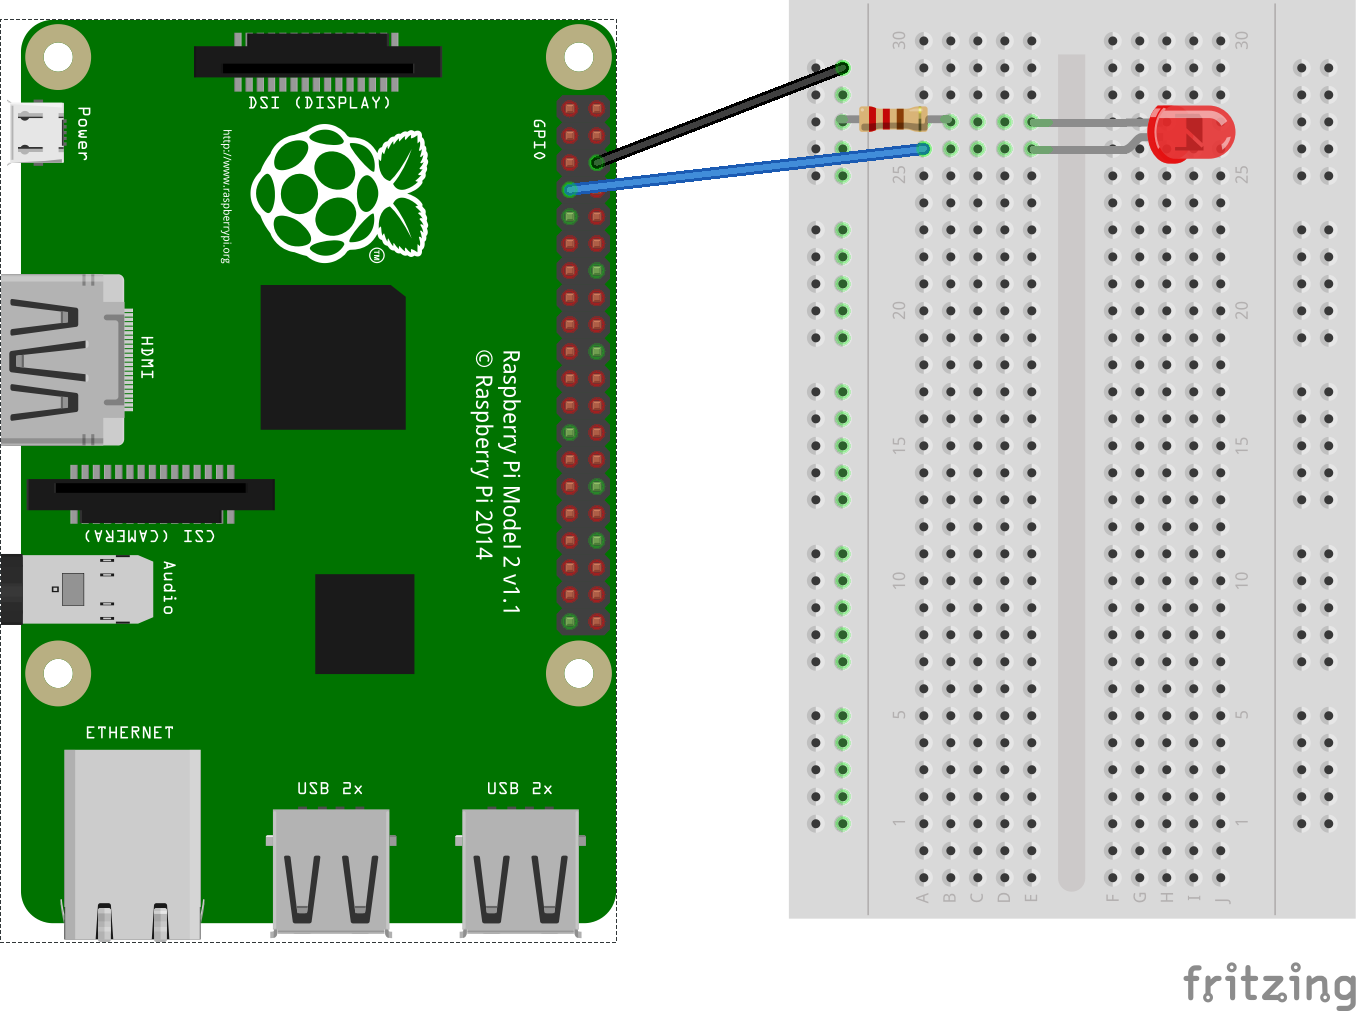 DSI (DISPLAY)
Power
GPIO
http://www.raspberrypi.org
TM
HDMI
Raspberry Pi Model 2 v1.1
© Raspberry Pi 2014
CSI (CAMERA)
Audio
ETHERNET
USB 2x
USB 2x
30 30
25 25
20 20
15 15
10 10
5 5
1 1
A B C D E F G H I J
fritzing